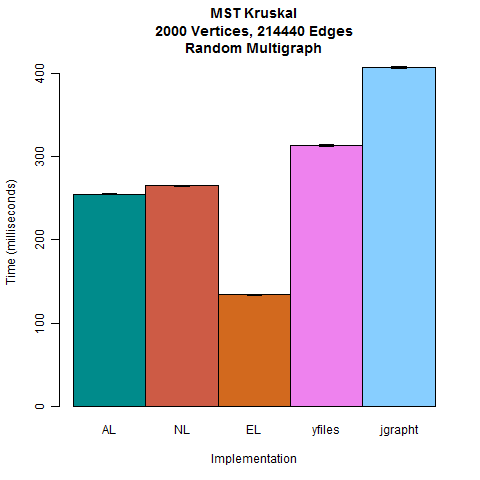 MST Kruskal
2000 Vertices, 214440 Edges
Random Multigraph
Time (milliseconds)
400
300
200
100
0
AL NL EL yfiles jgrapht
Implementation